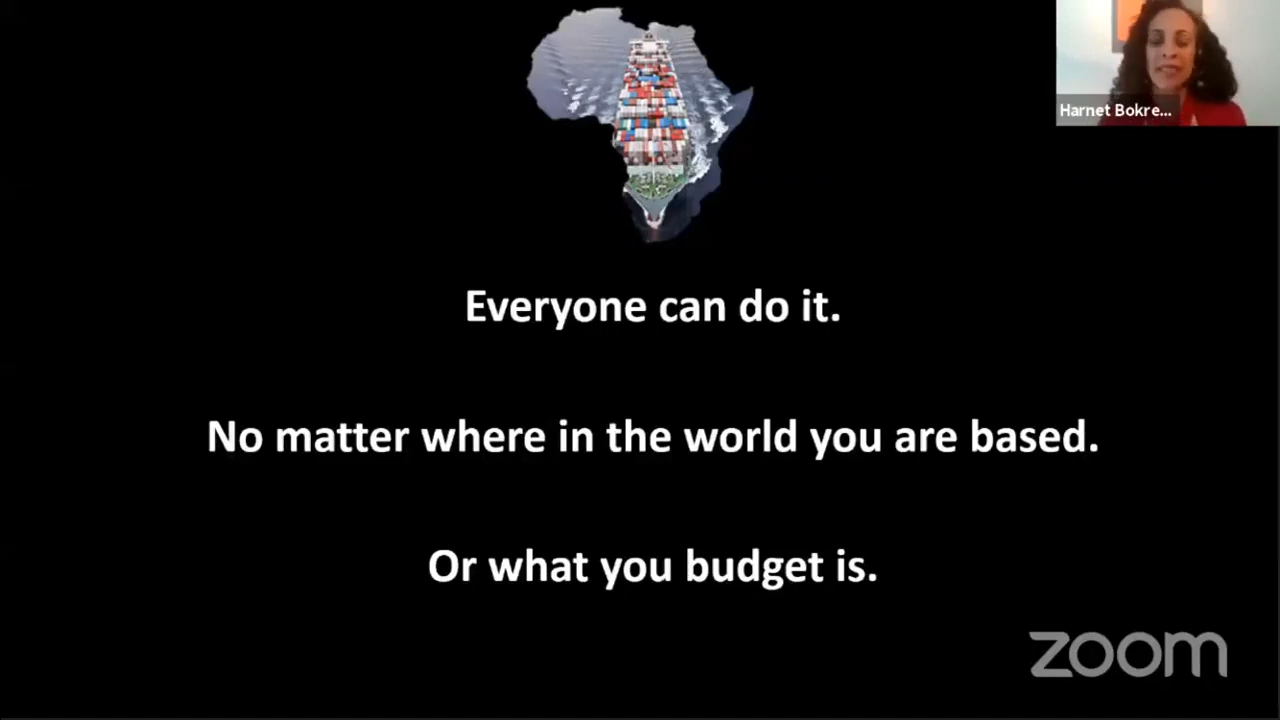 Harnet Bokre...
Everyone can do it.
No matter where in the world you are based.
Or what you budget is.
zoom